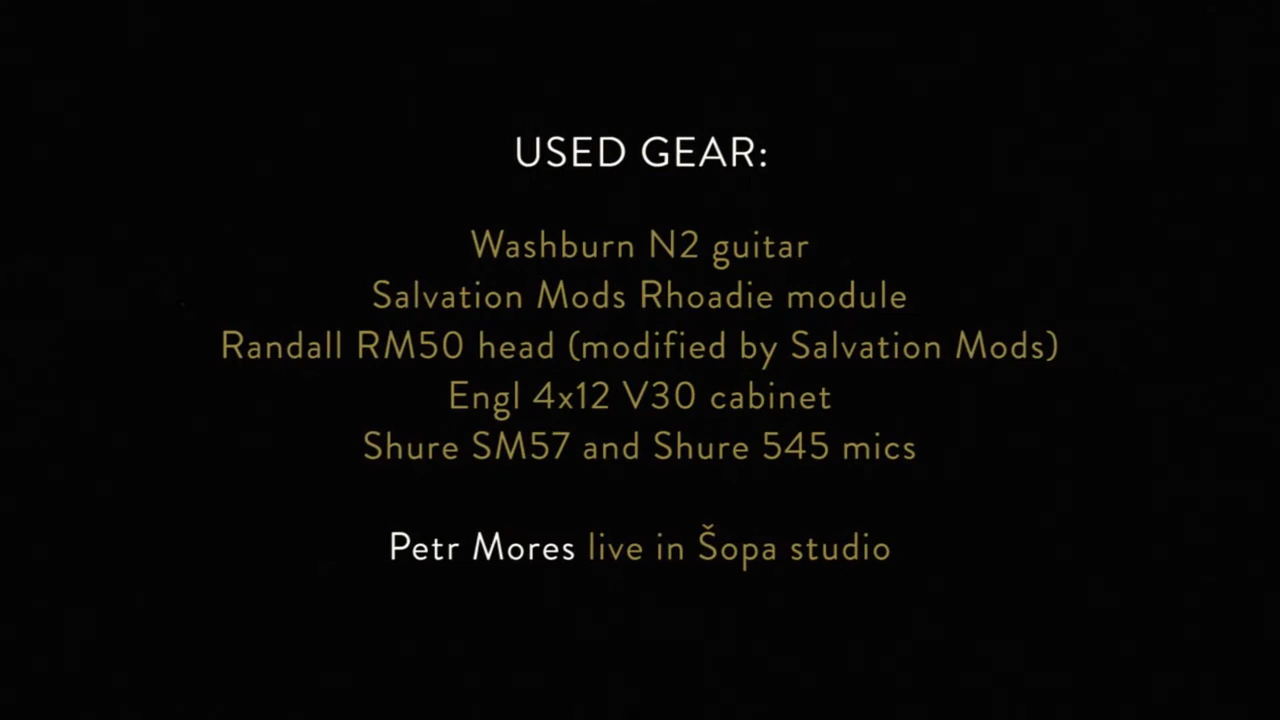 USED GEAR:
Washburn N2 guitar
Salvation Mods Rhoadie module
Randall RM50 head (modified by Salvation Mods)
Engl 4x12 V30 cabinet
Shure SM57 and Shure 545 mics
Petr Mores live in Šopa studio